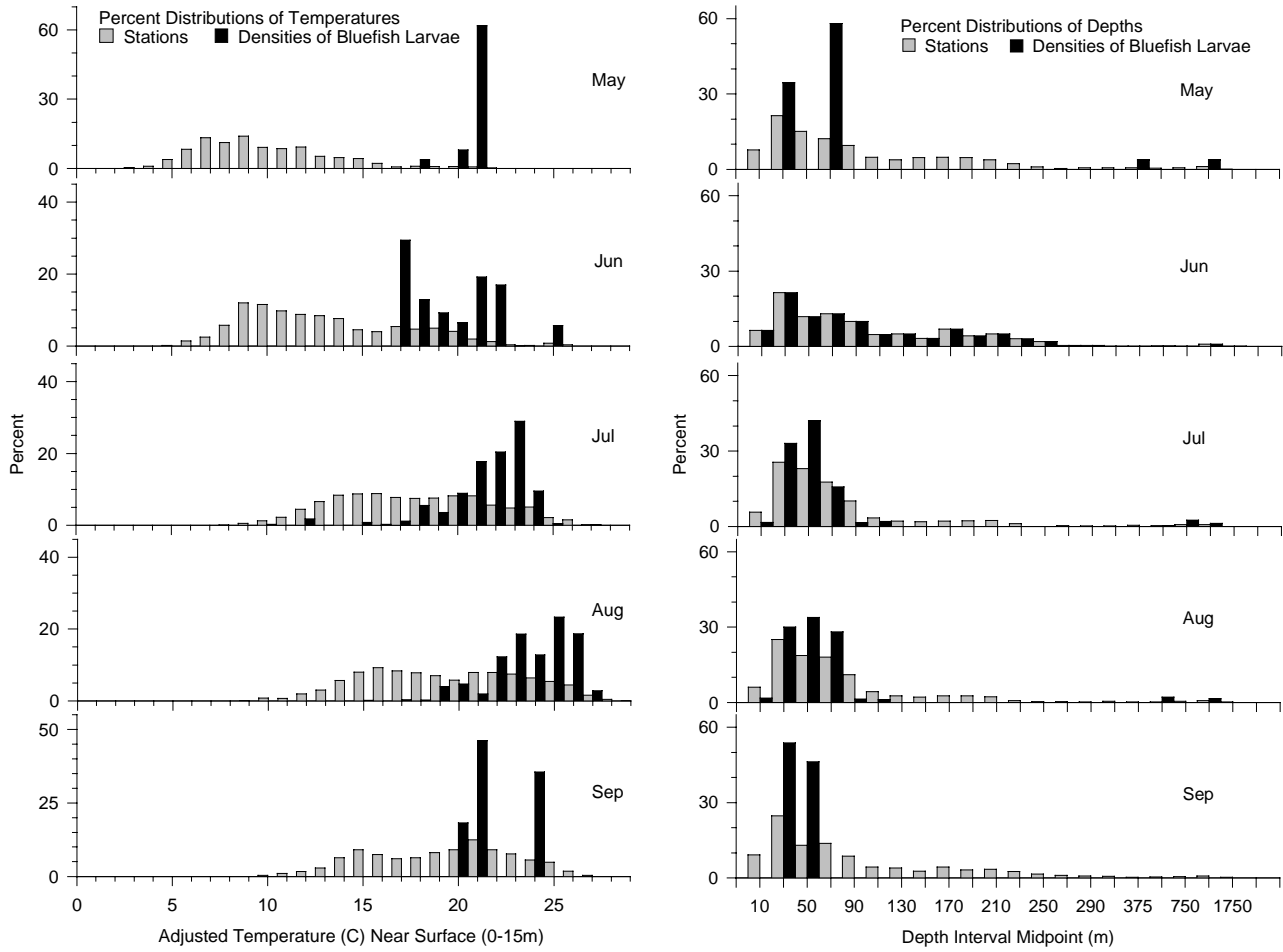 Percent Distributions of Temperatures
Stations Densities of Bluefish Larvae
60
30
0
May
40
20
0
Jun
40
20
0
Jul
40
20
0
Aug
50
25
0
Sep
Percent
0 5 10 15 20 25
Adjusted Temperature (C) Near Surface (0-15m)
Percent Distributions of Depths
Stations Densities of Bluefish Larvae
60
30
0
May
60
30
0
Jun
60
30
0
Jul
60
30
0
Aug
60
30
0
Sep
Percent
10 50 90 130 170 210 250 290 375 750 1750
Depth Interval Midpoint (m)